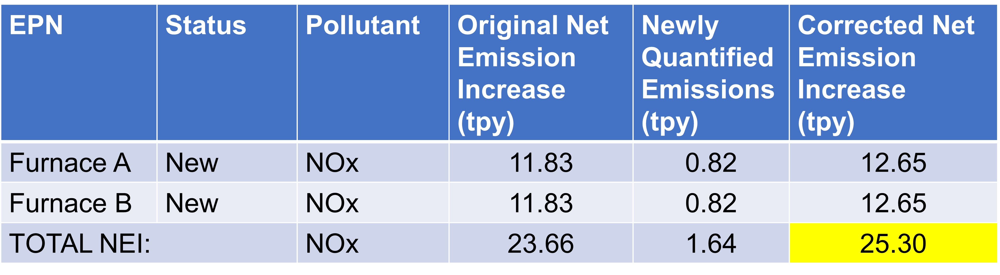 EPN Status Pollutant Original Net Newly Corrected Net
Emission Quantified Emission
Increase Emissions Increase
(tpy) (tpy) (tpy)
Furnace A New NOx 11.83 0.82 12.65
Furnace B New NOx 11.83 0.82 12.65
TOTAL NEI: NOx 23.66 1.64 25.30